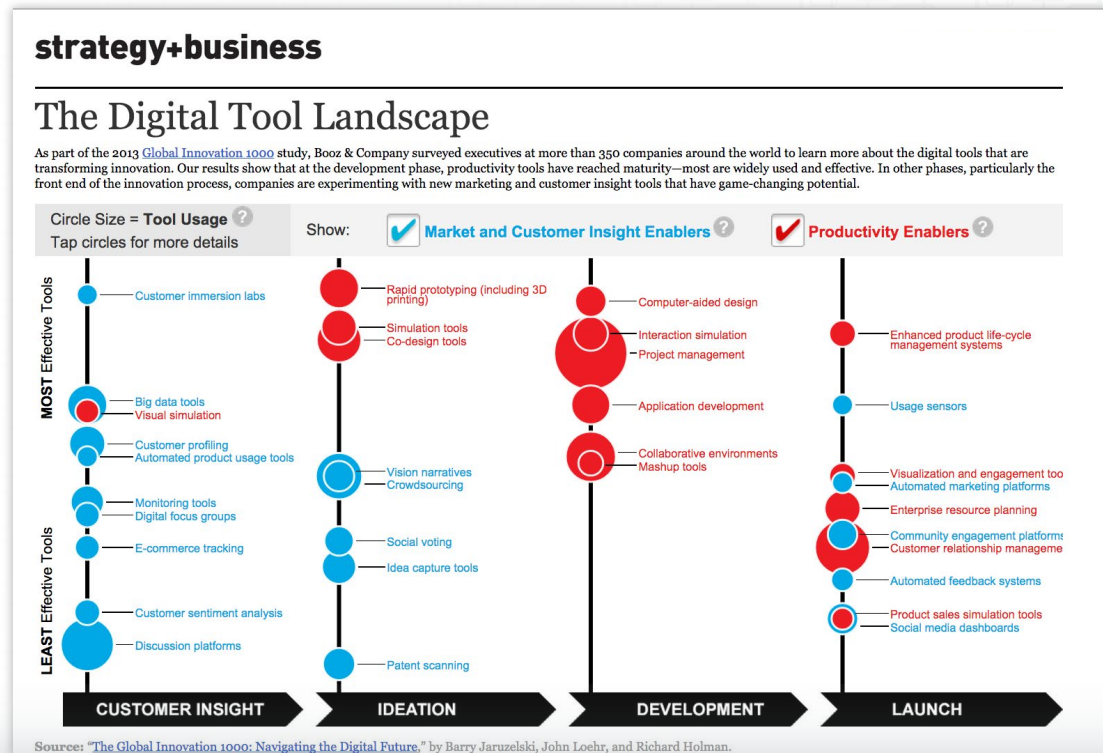 strategy+business
The Digital Tool Landscape
As part of the 2013 Global Innovation 1000 study, Booz & Company surveyed executives at more than 350 companies around the world to learn more about the digital tools that are
transforming innovation. Our results show that at the development phase, productivity tools have reached maturity—most are widely used and effective. In other phases, particularly the
front end of the innovation process, companies are experimenting with new marketing and customer insight tools that have game-changing potential.
Circle Size = Tool Usage ?
Tap circles for more details
Show:
Market and Customer Insight Enablers ?
Productivity Enablers ?
MOST Effective Tools
LEAST Effective Tools
Customer immersion labs
Big data tools
Visual simulation
Customer profiling
Automated product usage tools
Monitoring tools
Digital focus groups
E-commerce tracking
Customer sentiment analysis
Discussion platforms
CUSTOMER INSIGHT
Rapid prototyping (including 3D
printing)
Simulation tools
Co-design tools
Vision narratives
Crowdsourcing
Social voting
Idea capture tools
Patent scanning
IDEATION
Computer-aided design
Interaction simulation
Project management
Application development
Collaborative environments
Mashup tools
DEVELOPMENT
Enhanced product life-cycle
management systems
Usage sensors
Visualization and engagement too
Automated marketing platforms
Enterprise resource planning
Community engagement platforms
Customer relationship manageme
Automated feedback systems
Product sales simulation tools
Social media dashboards
LAUNCH
Source: "The Global Innovation 1000: Navigating the Digital Future," by Barry Jaruzelski, John Loehr, and Richard Holman.